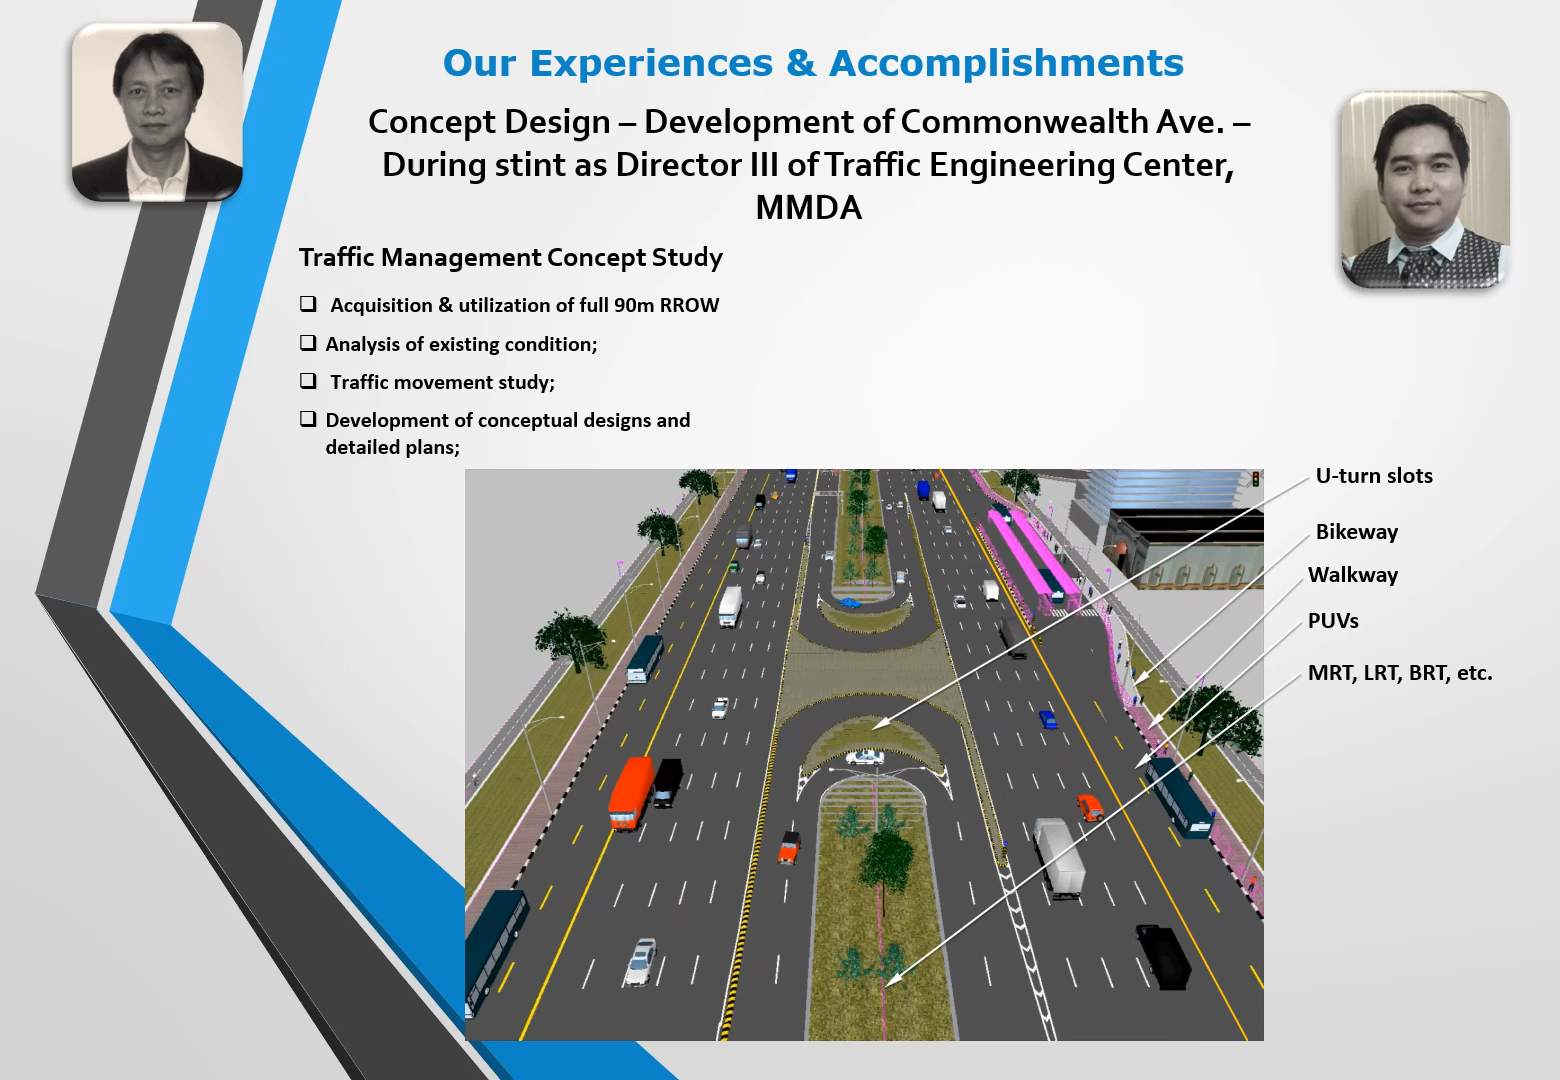 Our Experiences & Accomplishments
Concept Design – Development of Commonwealth Ave. –
During stint as Director III of Traffic Engineering Center,
MMDA
Traffic Management Concept Study
❑ Acquisition & utilization of full 90m RROW
❑ Analysis of existing condition;
❑ Traffic movement study;
❑ Development of conceptual designs and
detailed plans;
U-turn slots
Bikeway
Walkway
PUVs
MRT, LRT, BRT, etc.